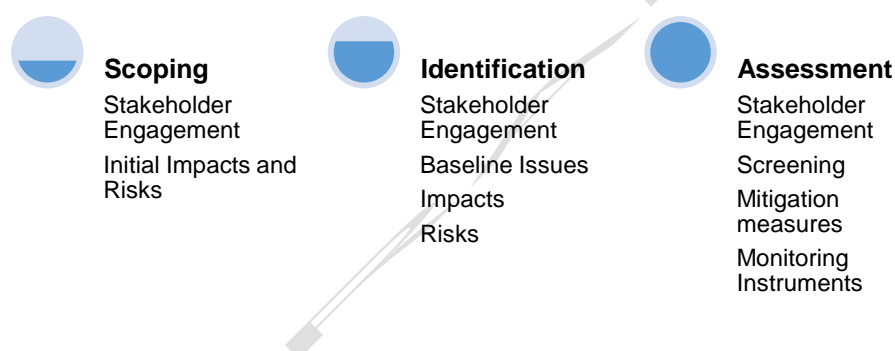 Scoping
Stakeholder
Engagement
Initial Impacts and
Risks
Identification
Stakeholder
Engagement
Baseline Issues
Impacts
Risks
Assessment
Stakeholder
Engagement
Screening
Mitigation
measures
Monitoring
Instruments